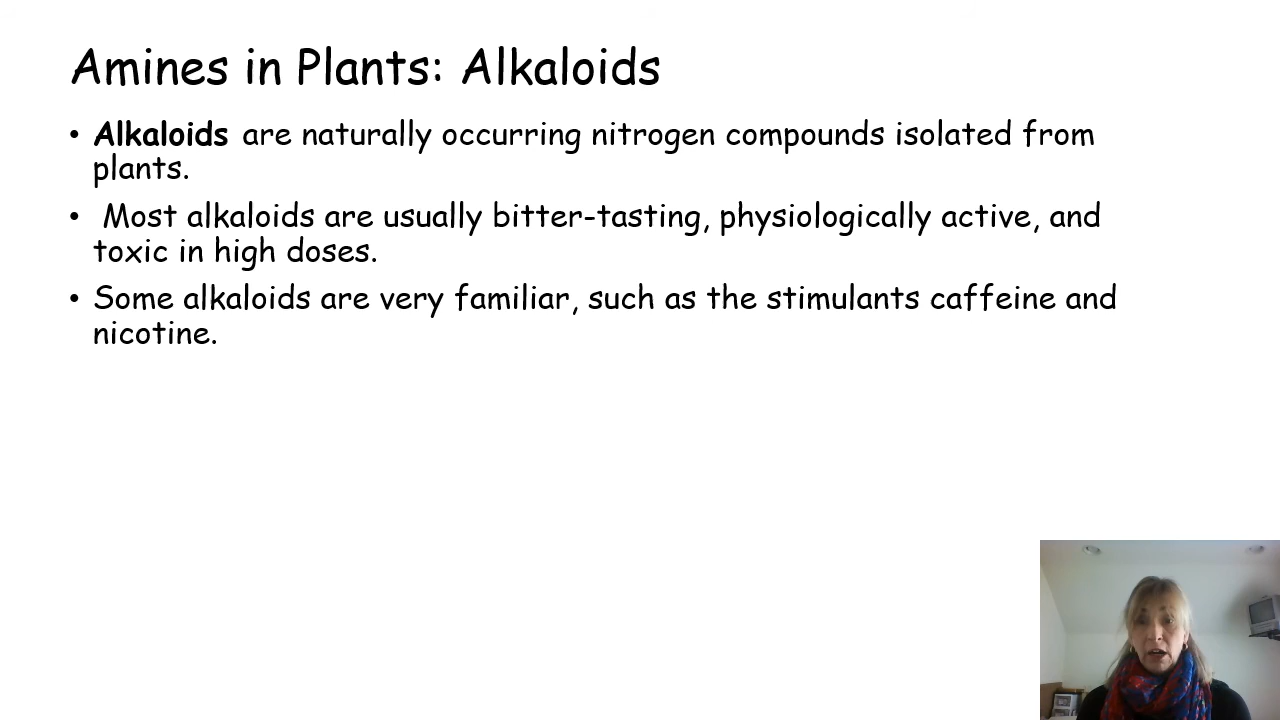 Amines in Plants: Alkaloids
• Alkaloids are naturally occurring nitrogen compounds isolated from
plants.
• Most alkaloids are usually bitter-tasting, physiologically active, and
toxic in high doses.
• Some alkaloids are very familiar, such as the stimulants caffeine and
nicotine.